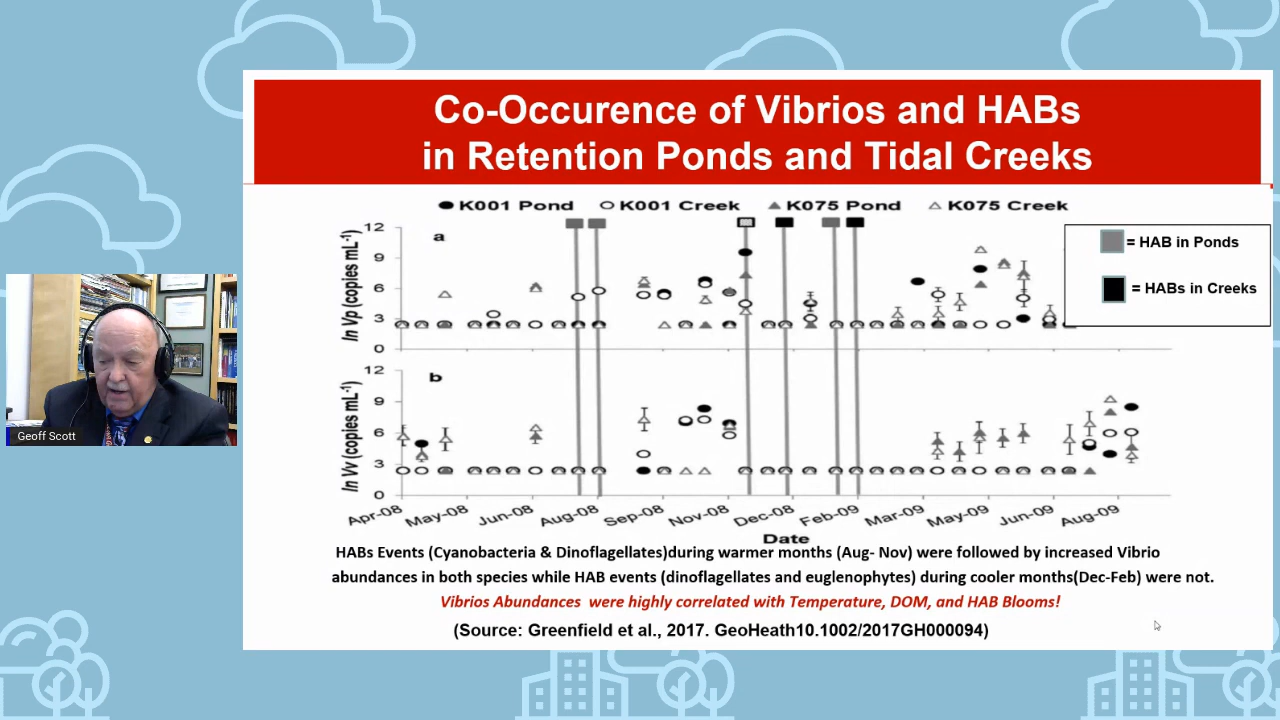 Co-Occurence of Vibrios and HABs
in Retention Ponds and Tidal Creeks
K001 Pond K001 Creek K075 Pond K075 Creek
= HAB in Ponds
= HABs in Creeks
a
ln Vp (copies mL⁻¹)
12
9
6
3
0
b
ln Vv (copies mL⁻¹)
12
9
6
3
0
Apr-08 May-08 Jun-08 Aug-08 Sep-08 Nov-08 Dec-08 Feb-09 Mar-09 May-09 Jun-09 Aug-09
Date
HABs Events (Cyanobacteria & Dinoflagellates)during warmer months (Aug- Nov) were followed by increased Vibrio
abundances in both species while HAB events (dinoflagellates and euglenophytes) during cooler months(Dec-Feb) were not.
Vibrios Abundances were highly correlated with Temperature, DOM, and HAB Blooms!
(Source: Greenfield et al., 2017. GeoHeath10.1002/2017GH000094)
Geoff Scott